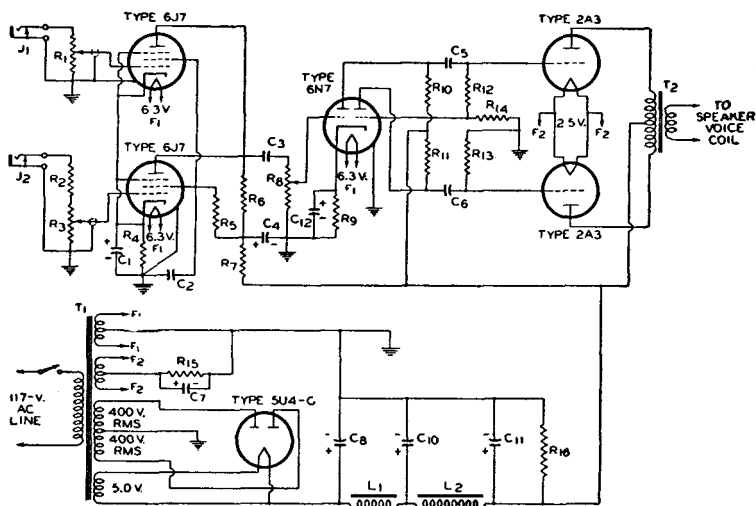 TYPE 6J7
J1
R1
6.3 V.
F1
TYPE 6J7
J2
R2
R3
6.3 V.
F1
R4
C1
C2
R5
R6
R7
C3
C4
R8
C12
R9
TYPE
6N7
6.3 V.
F1
C5
R10
R12
R14
R11
R13
C6
TYPE 2A3
F2
2.5 V.
F2
TYPE 2A3
T2
TO
SPEAKER
VOICE
COIL
T1
F1
F1
F2
F2
R15
C7
117-V.
AC
LINE
400 V.
RMS
400 V.
RMS
5.0 V.
TYPE 5U4-G
C8
C10
C11
R16
L1
L2